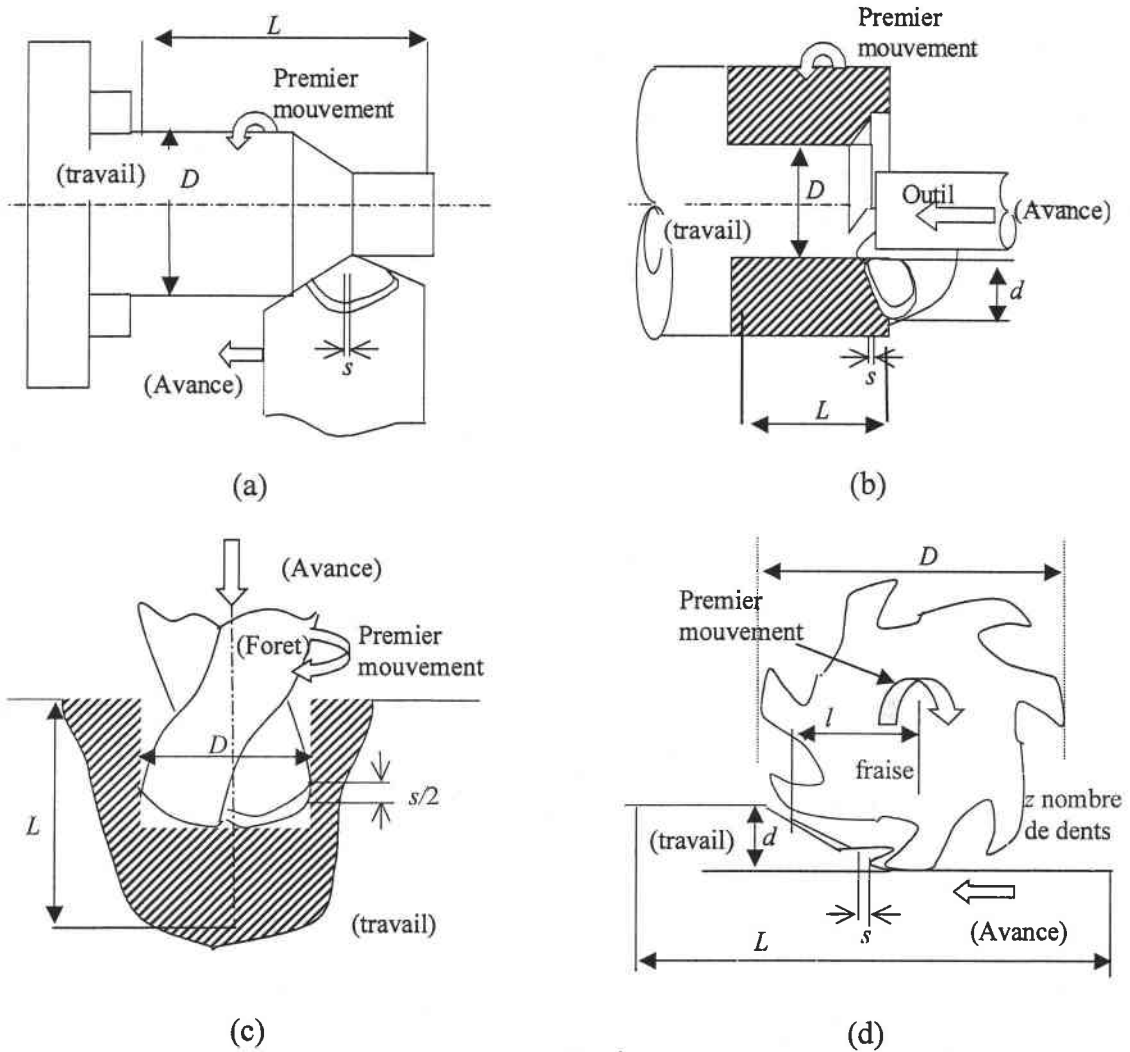 L
Premier
mouvement
(travail)
D
s
(Avance)
(a)
Premier
mouvement
D
Outil
(Avance)
(travail)
d
s
L
(b)
(Avance)
(Foret)
Premier
mouvement
D
s/2
L
(travail)
(c)
D
Premier
mouvement
l
fraise
z nombre
de dents
(travail)
d
s
(Avance)
L
(d)